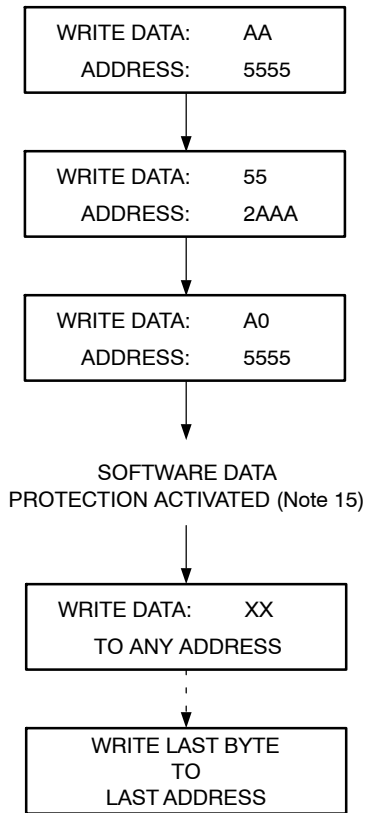 WRITE DATA: AA
ADDRESS: 5555
WRITE DATA: 55
ADDRESS: 2AAA
WRITE DATA: A0
ADDRESS: 5555
SOFTWARE DATA
PROTECTION ACTIVATED (Note 15)
WRITE DATA: XX
TO ANY ADDRESS
WRITE LAST BYTE
TO
LAST ADDRESS